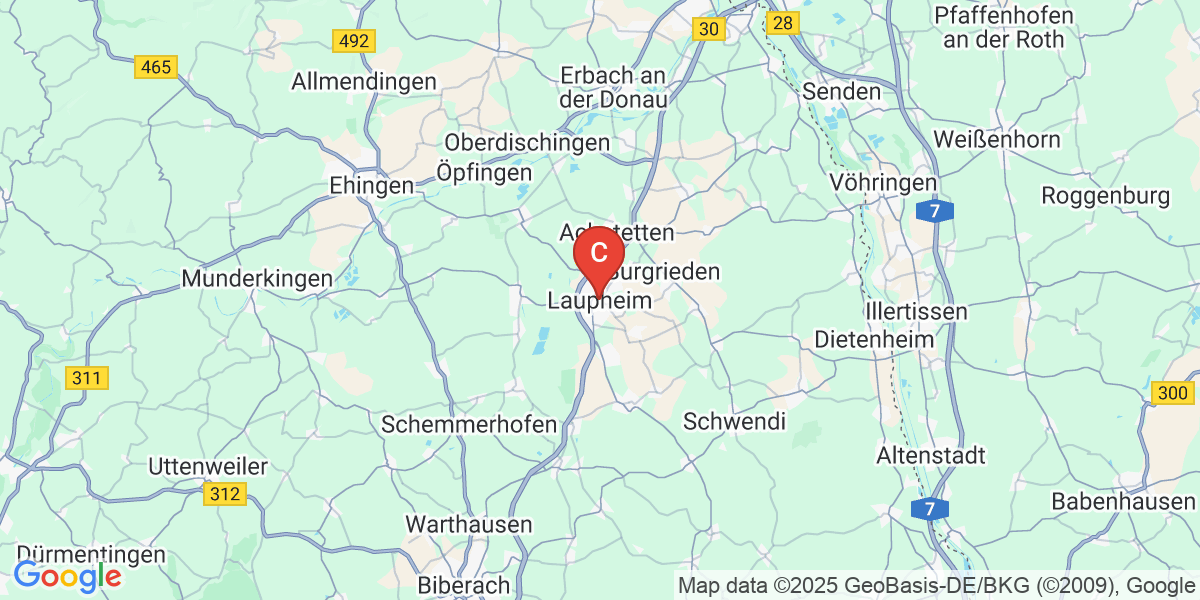 Pfaffenhofen
an der Roth
28
30
492
465
Allmendingen
Erbach an
der Donau
Senden
Oberdischingen
Weißenhorn
Öpfingen
Ehingen
Vöhringen
Roggenburg
7
C
Burgrieden
Munderkingen
Laupheim
Illertissen
Dietenheim
311
300
Schemmerhofen
Schwendi
Altenstadt
Uttenweiler
312
Babenhausen
7
Warthausen
Dürmentingen
Google
Biberach
Map data ©2025 GeoBasis-DE/BKG (©2009), Google